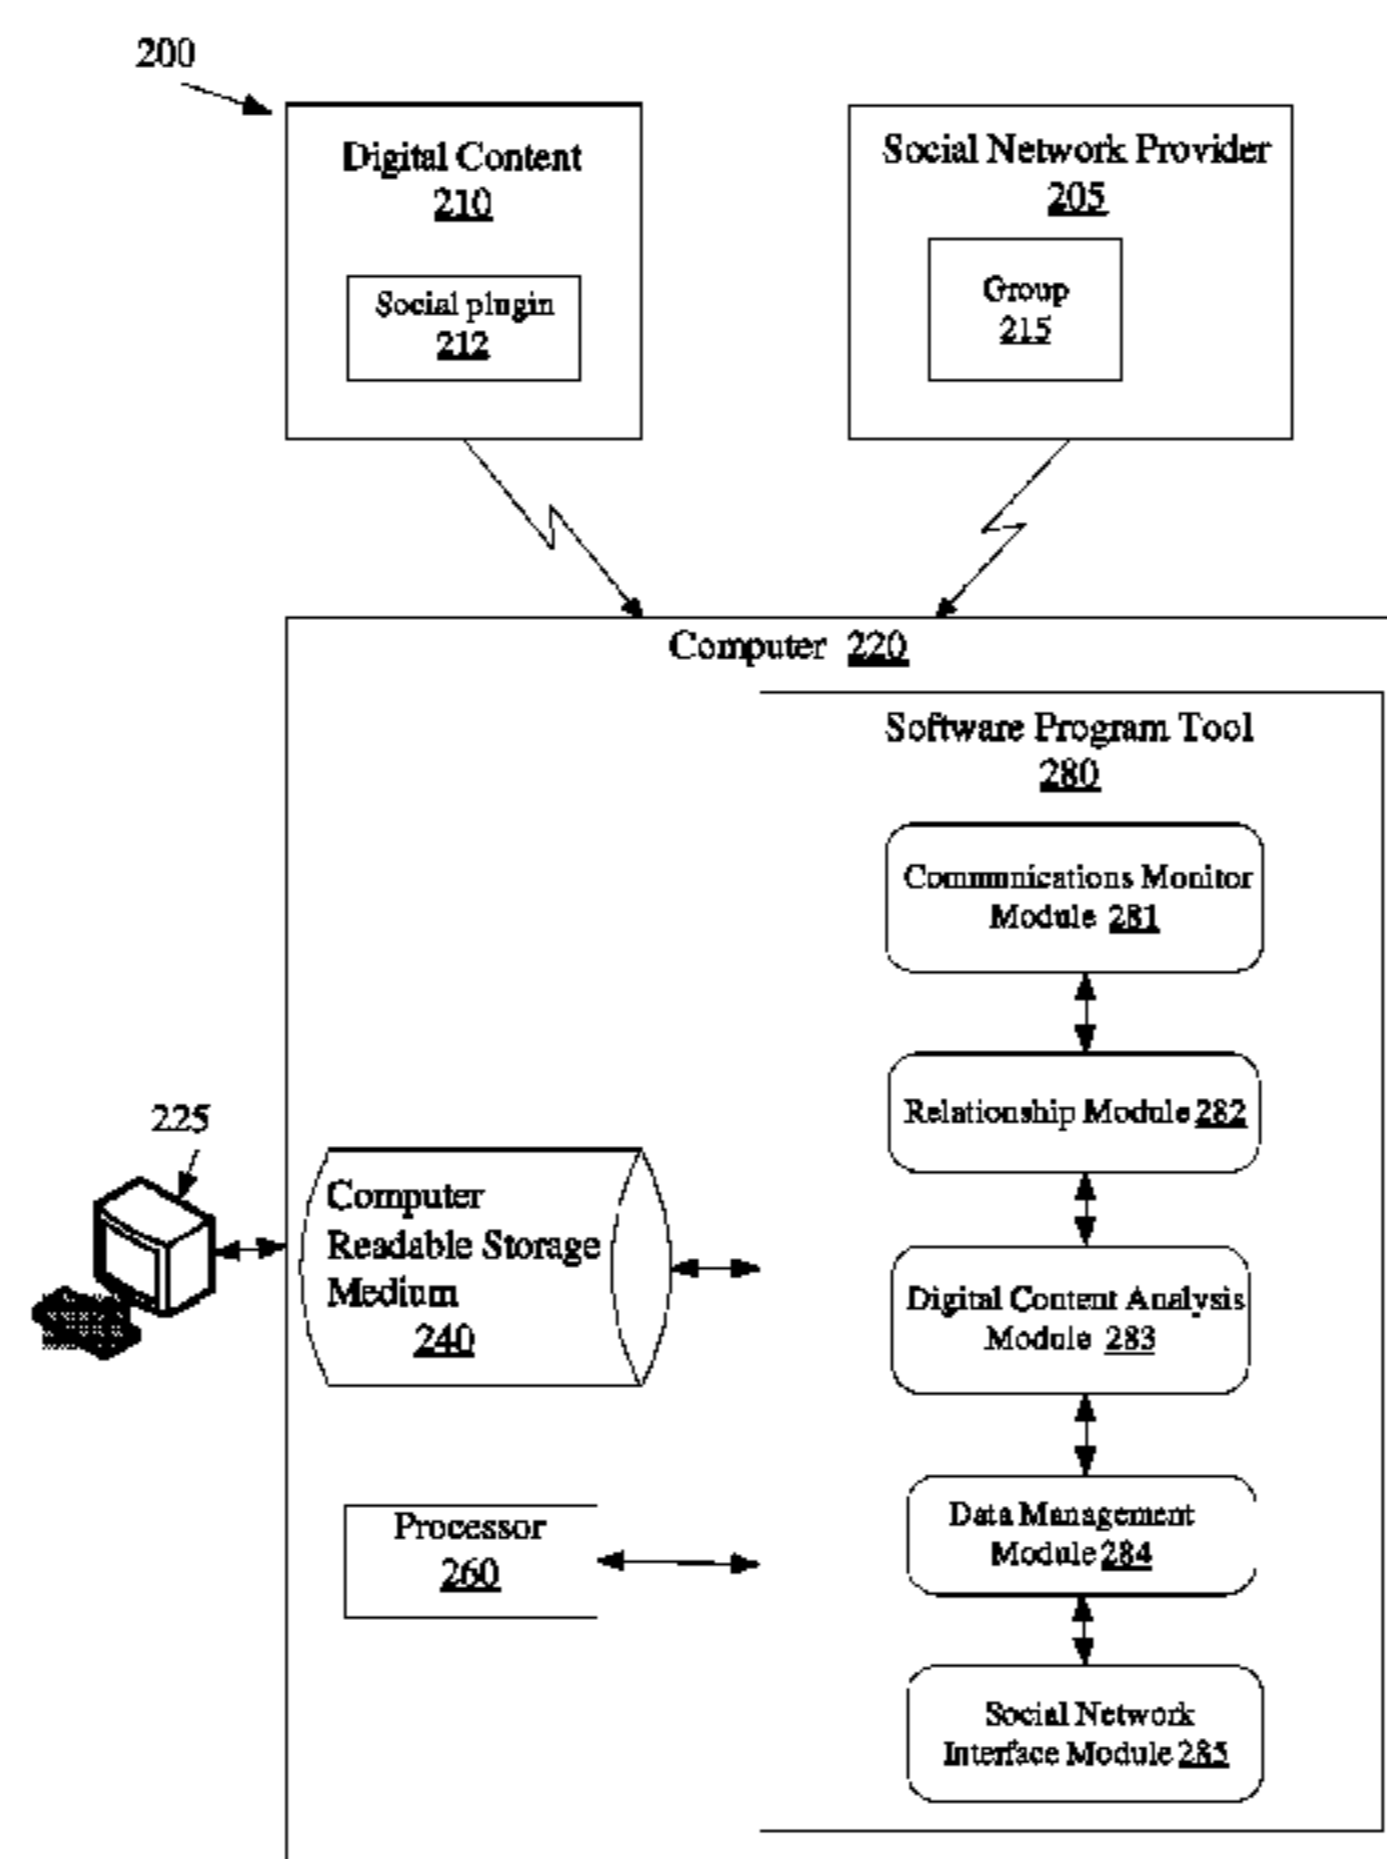 200
Digital Content
210
Social plugin
212
Social Network Provider
205
Group
215
Computer 220
Software Program Tool
280
Communications Monitor
Module 281
Relationship Module 282
225
Computer
Readable Storage
Medium
240
Digital Content Analysis
Module 283
Processor
260
Data Management
Module 284
Social Network
Interface Module 285